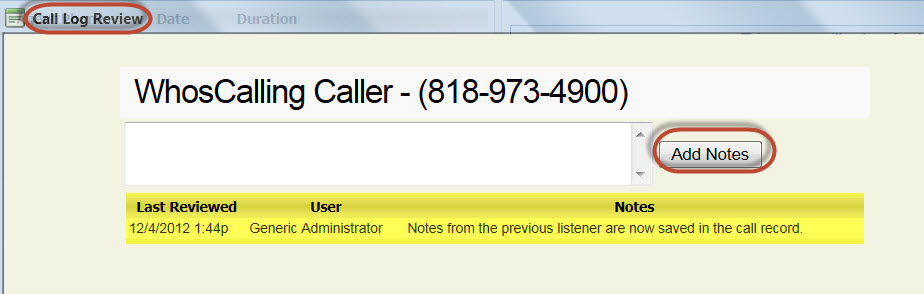 Call Log Review Date Duration
WhosCalling Caller - (818-973-4900)
Add Notes
Last Reviewed User Notes
12/4/2012 1:44p Generic Administrator Notes from the previous listener are now saved in the call record.